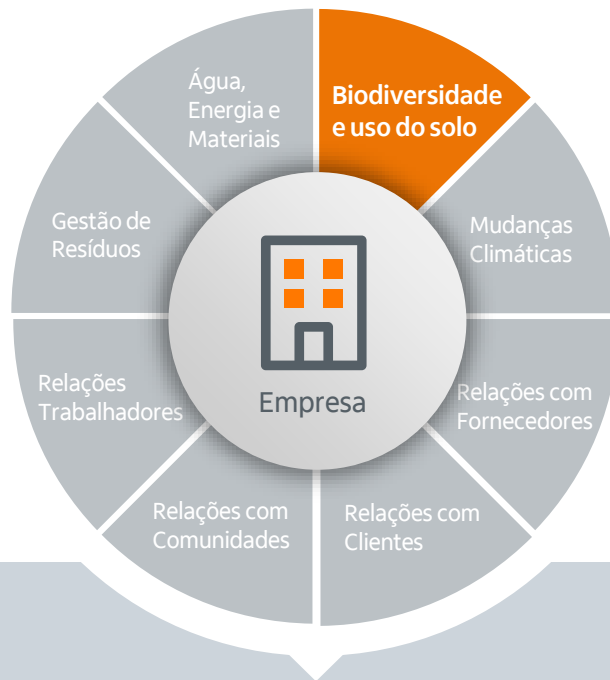 Água,
Energia e
Materiais
Biodiversidade
e uso do solo
Gestão de
Resíduos
Mudanças
Climáticas
Empresa
Relações
Trabalhadores
Relações com
Fornecedores
Relações com
Comunidades
Relações com
Clientes